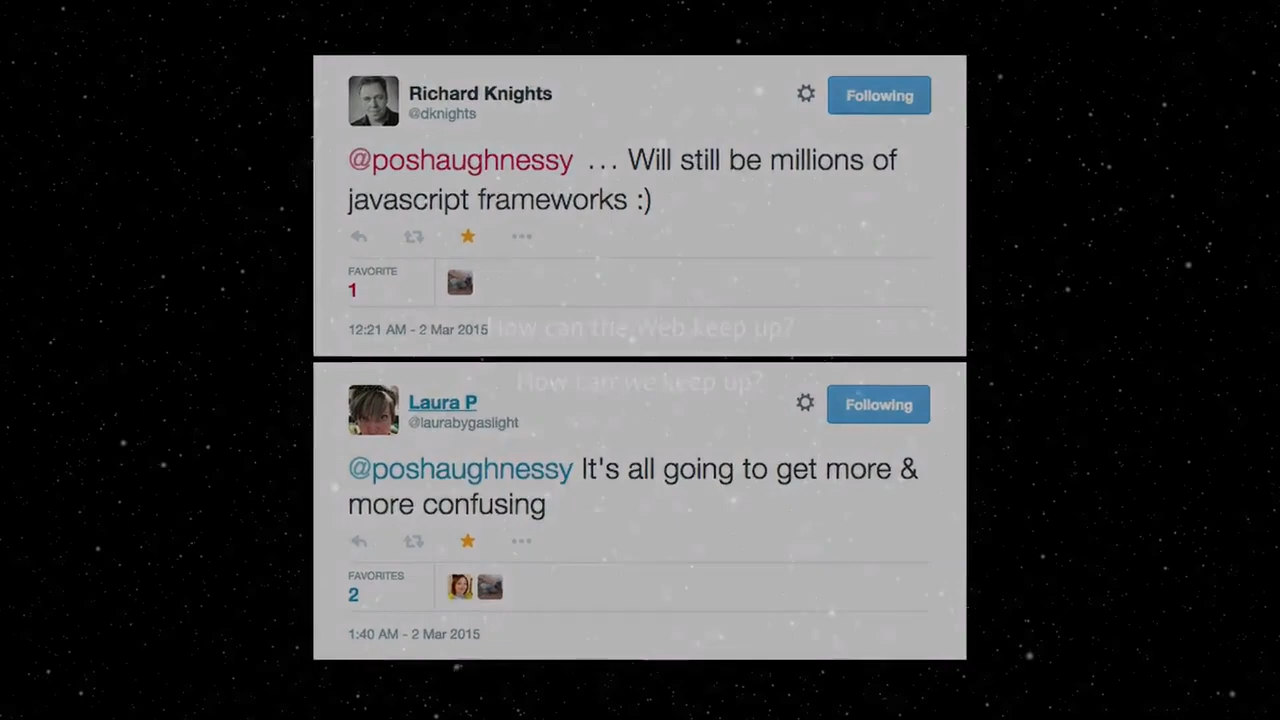 Richard Knights
@dknights
Following
@poshaughnessy ... Will still be millions of
javascript frameworks :)
FAVORITE
1
12:21 AM - 2 Mar 2015
How can the Web keep up?
How can we keep up?
Laura P
@laurabygaslight
Following
@poshaughnessy It's all going to get more &
more confusing
FAVORITES
2
1:40 AM - 2 Mar 2015